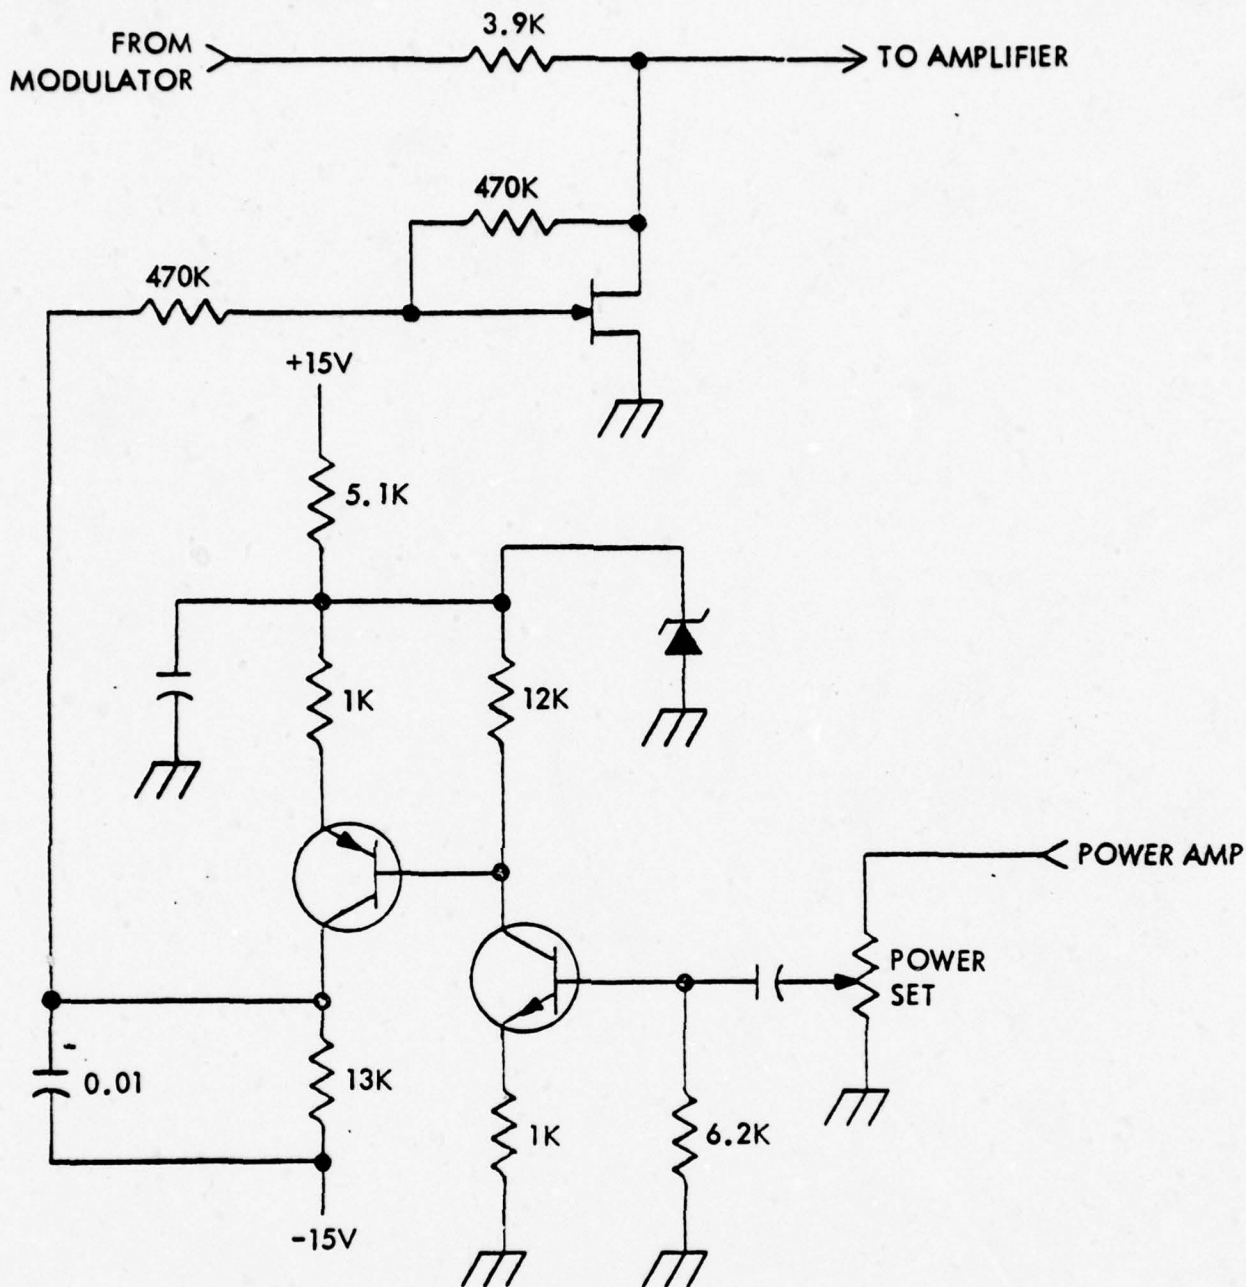 3.9K
FROM
MODULATOR
TO AMPLIFIER
470K
470K
+15V
5.1K
1K
12K
POWER AMP
POWER
SET
0.01
13K
1K
6.2K
-15V